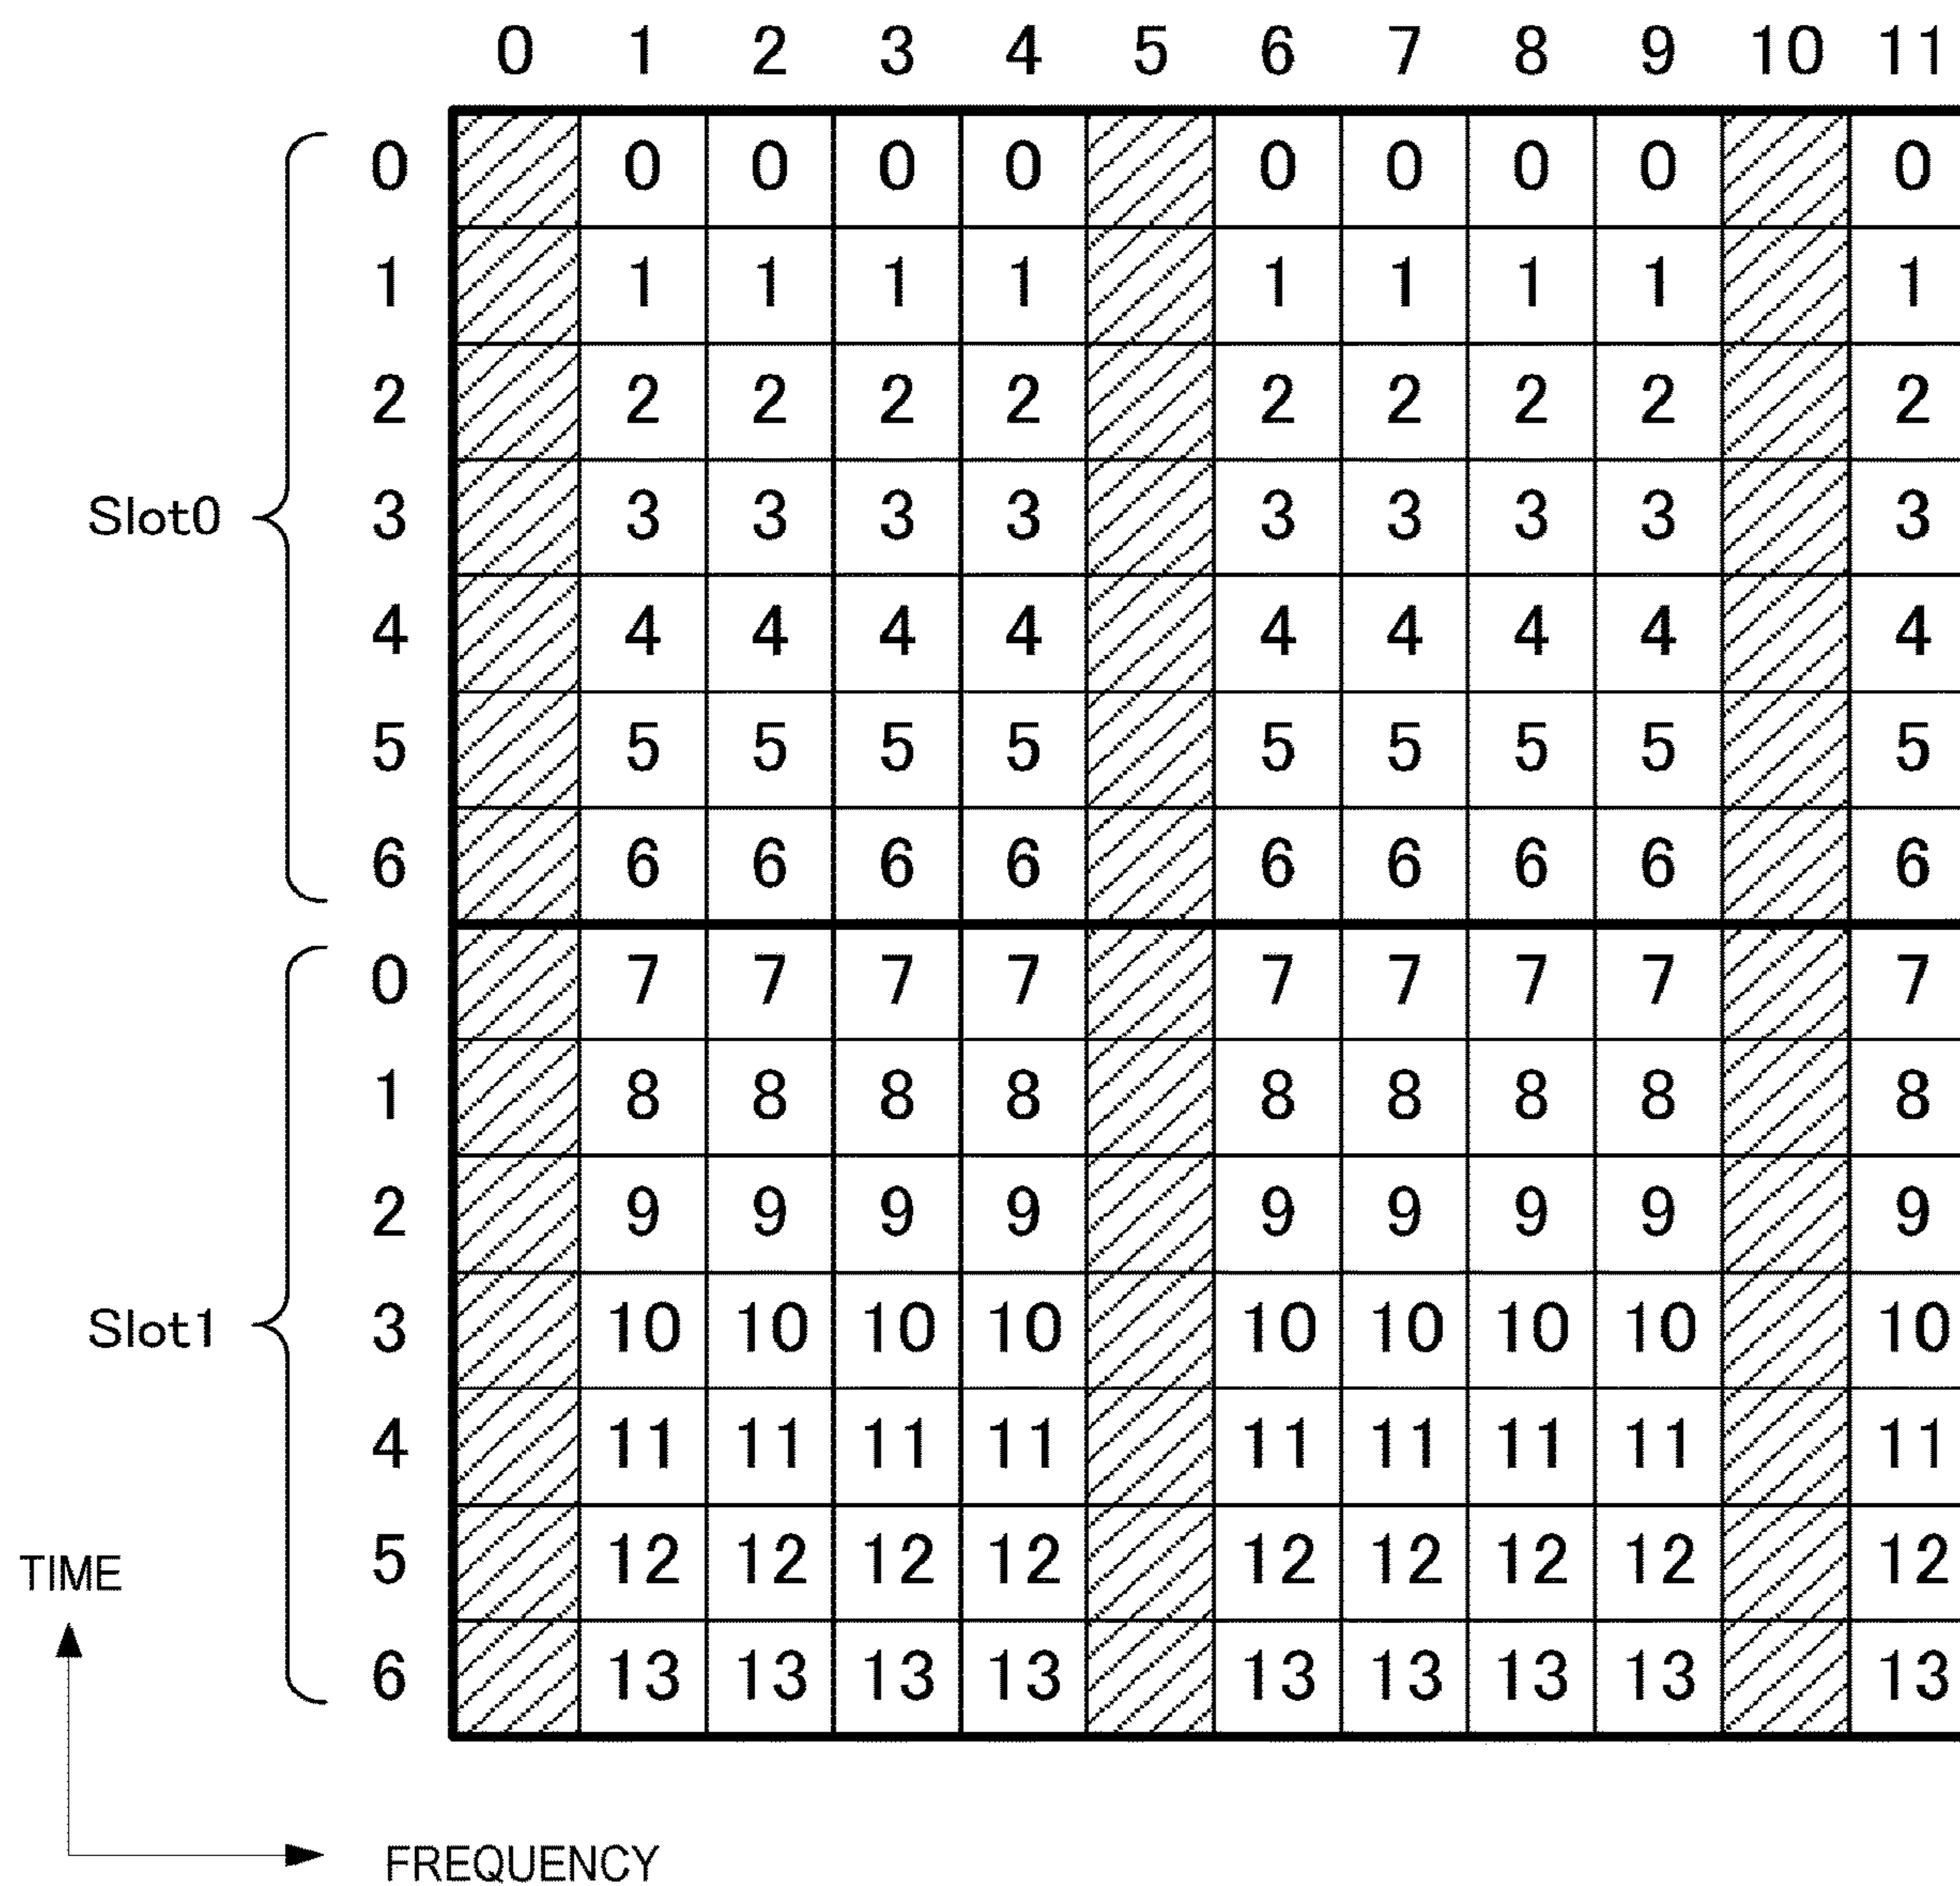 0 1 2 3 4 5 6 7 8 9 10 11
0 0 0 0 0 0 0 0 0 0
1 1 1 1 1 1 1 1 1 1
2 2 2 2 2 2 2 2 2 2
Slot0 3 3 3 3 3 3 3 3 3 3
4 4 4 4 4 4 4 4 4 4
5 5 5 5 5 5 5 5 5 5
6 6 6 6 6 6 6 6 6 6
0 7 7 7 7 7 7 7 7 7
1 8 8 8 8 8 8 8 8 8
2 9 9 9 9 9 9 9 9 9
Slot1 3 10 10 10 10 10 10 10 10 10
4 11 11 11 11 11 11 11 11 11
TIME 5 12 12 12 12 12 12 12 12 12
6 13 13 13 13 13 13 13 13 13
FREQUENCY